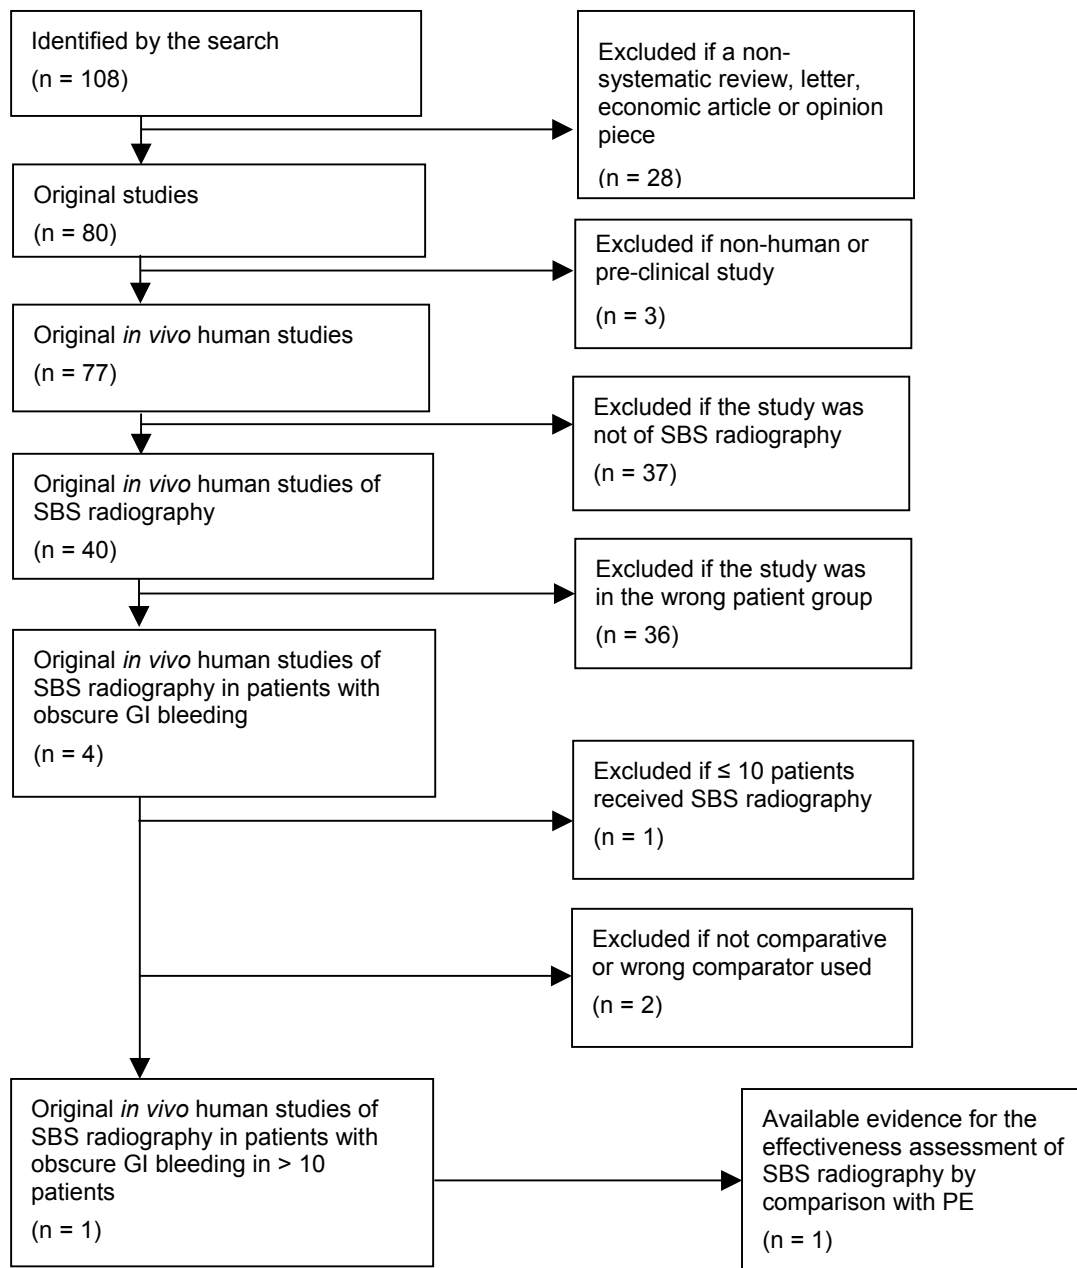 Identified by the search
(n = 108)
Excluded if a non-
systematic review, letter,
economic article or opinion
piece
(n = 28)
Original studies
(n = 80)
Excluded if non-human or
pre-clinical study
(n = 3)
Original in vivo human studies
(n = 77)
Excluded if the study was
not of SBS radiography
(n = 37)
Original in vivo human studies of
SBS radiography
(n = 40)
Excluded if the study was
in the wrong patient group
(n = 36)
Original in vivo human studies of
SBS radiography in patients with
obscure GI bleeding
(n = 4)
Excluded if ≤ 10 patients
received SBS radiography
(n = 1)
Excluded if not comparative
or wrong comparator used
(n = 2)
Original in vivo human studies of
SBS radiography in patients with
obscure GI bleeding in > 10
patients
(n = 1)
Available evidence for the
effectiveness assessment of
SBS radiography by
comparison with PE
(n = 1)